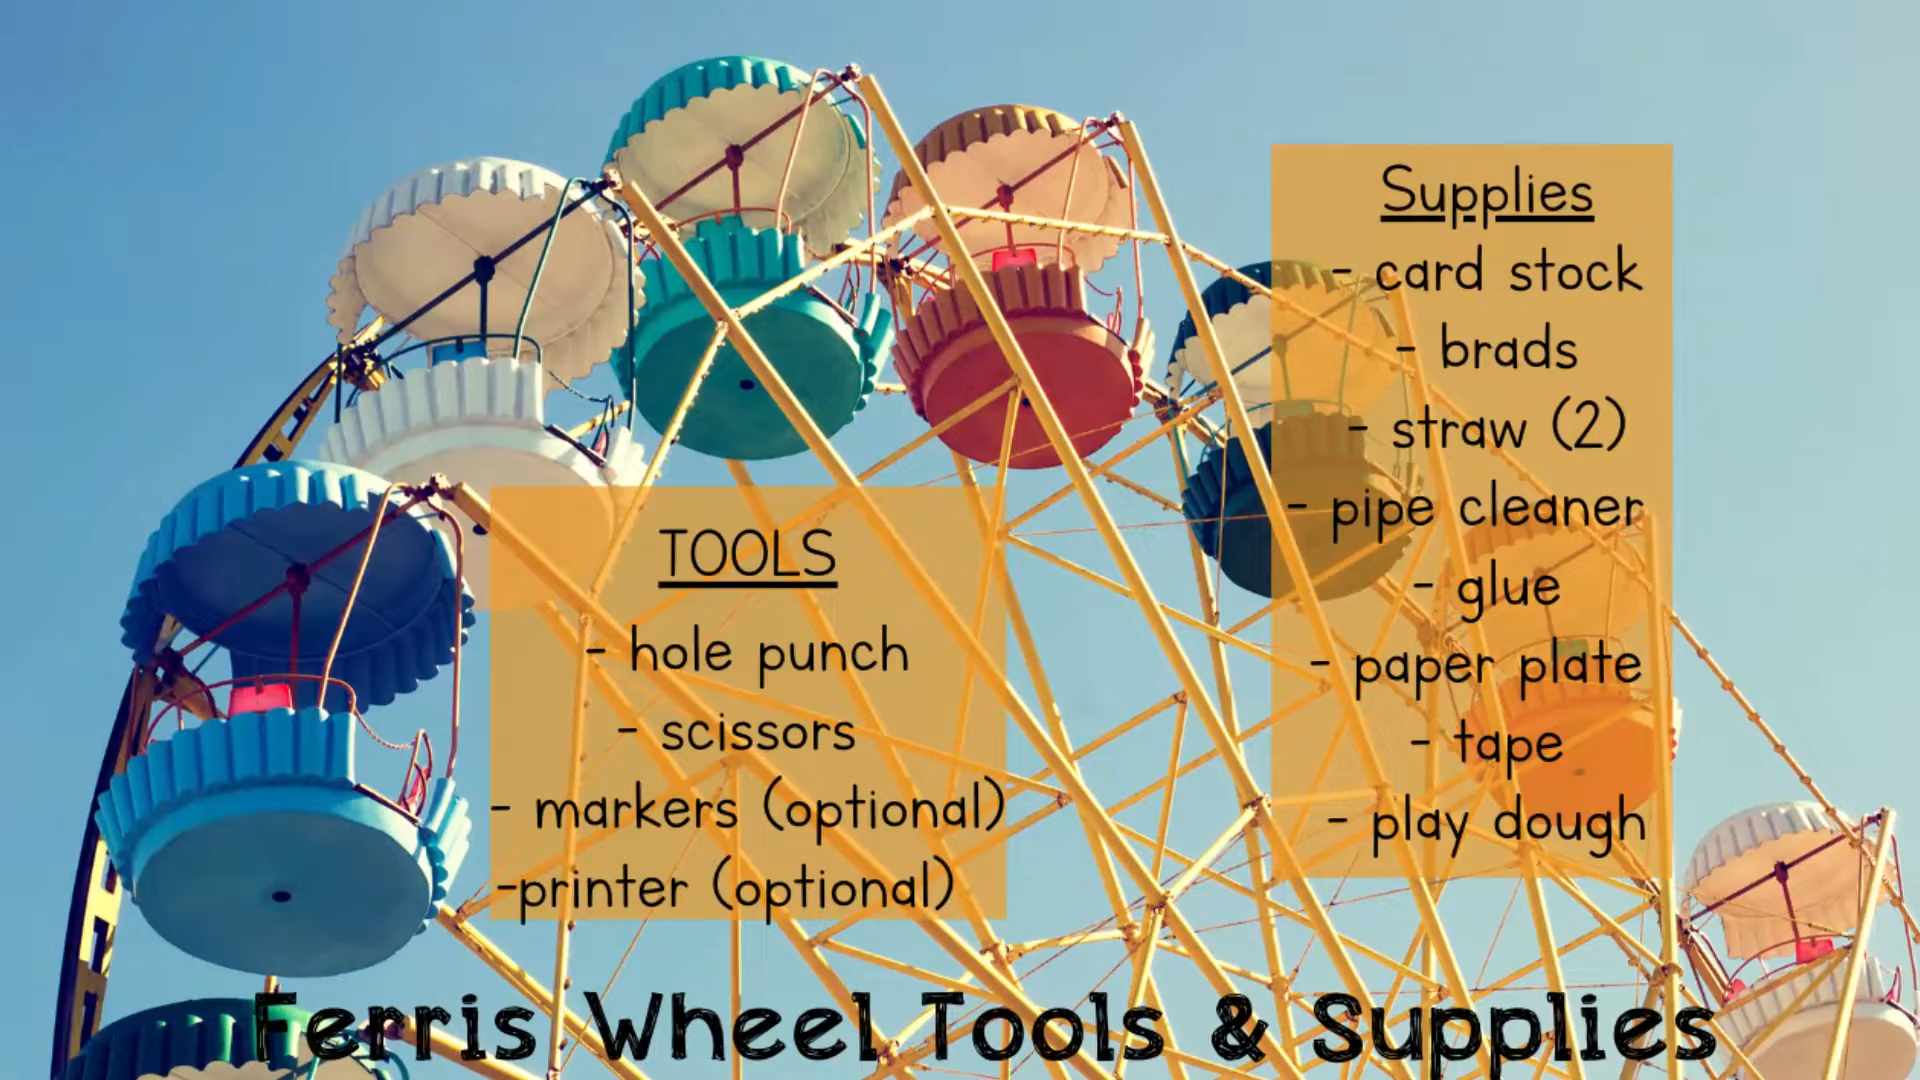 TOOLS
- hole punch
- scissors
- markers (optional)
-printer (optional)
Supplies
- card stock
- brads
- straw (2)
- pipe cleaner
- glue
- paper plate
- tape
- play dough
Ferris Wheel Tools & Supplies